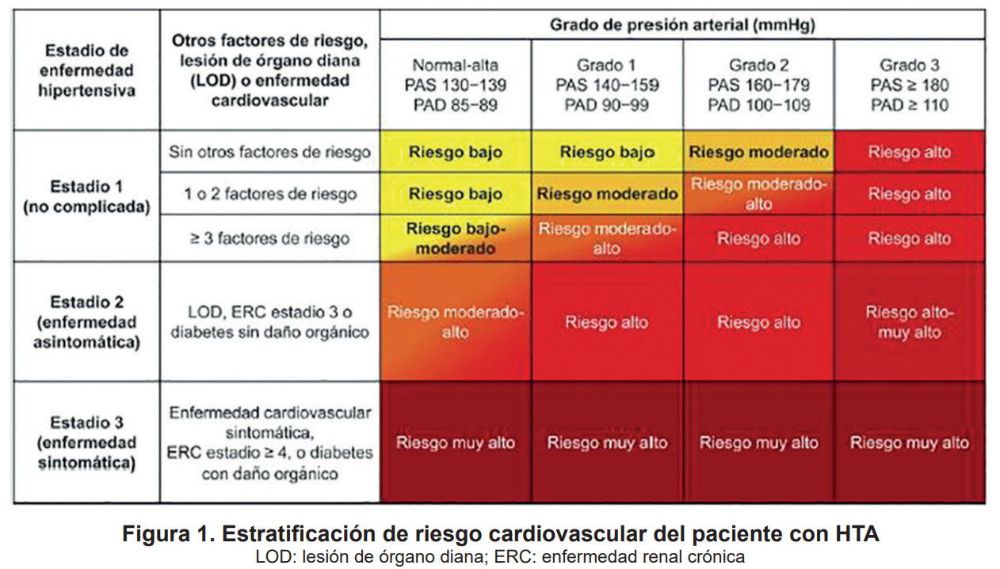 Estadio de
enfermedad
hipertensiva
Otros factores de riesgo,
lesión de órgano diana
(LOD) o enfermedad
cardiovascular
Grado de presión arterial (mmHg)
Normal-alta
PAS 130–139
PAD 85–89
Grado 1
PAS 140–159
PAD 90–99
Grado 2
PAS 160–179
PAD 100–109
Grado 3
PAS ≥ 180
PAD ≥ 110
Estadio 1
(no complicada)
Sin otros factores de riesgo
Riesgo bajo
Riesgo bajo
Riesgo moderado
Riesgo alto
1 o 2 factores de riesgo
Riesgo bajo
Riesgo moderado
Riesgo moderado-
alto
Riesgo alto
≥ 3 factores de riesgo
Riesgo bajo-
moderado
Riesgo moderado-
alto
Riesgo alto
Riesgo alto
Estadio 2
(enfermedad
asintomática)
LOD, ERC estadio 3 o
diabetes sin daño orgánico
Riesgo moderado-
alto
Riesgo alto
Riesgo alto
Riesgo alto-
muy alto
Estadio 3
(enfermedad
sintomática)
Enfermedad cardiovascular
sintomática,
ERC estadio ≥ 4, o diabetes
con daño orgánico
Riesgo muy alto
Riesgo muy alto
Riesgo muy alto
Riesgo muy alto
Figura 1. Estratificación de riesgo cardiovascular del paciente con HTA
LOD: lesión de órgano diana; ERC: enfermedad renal crónica